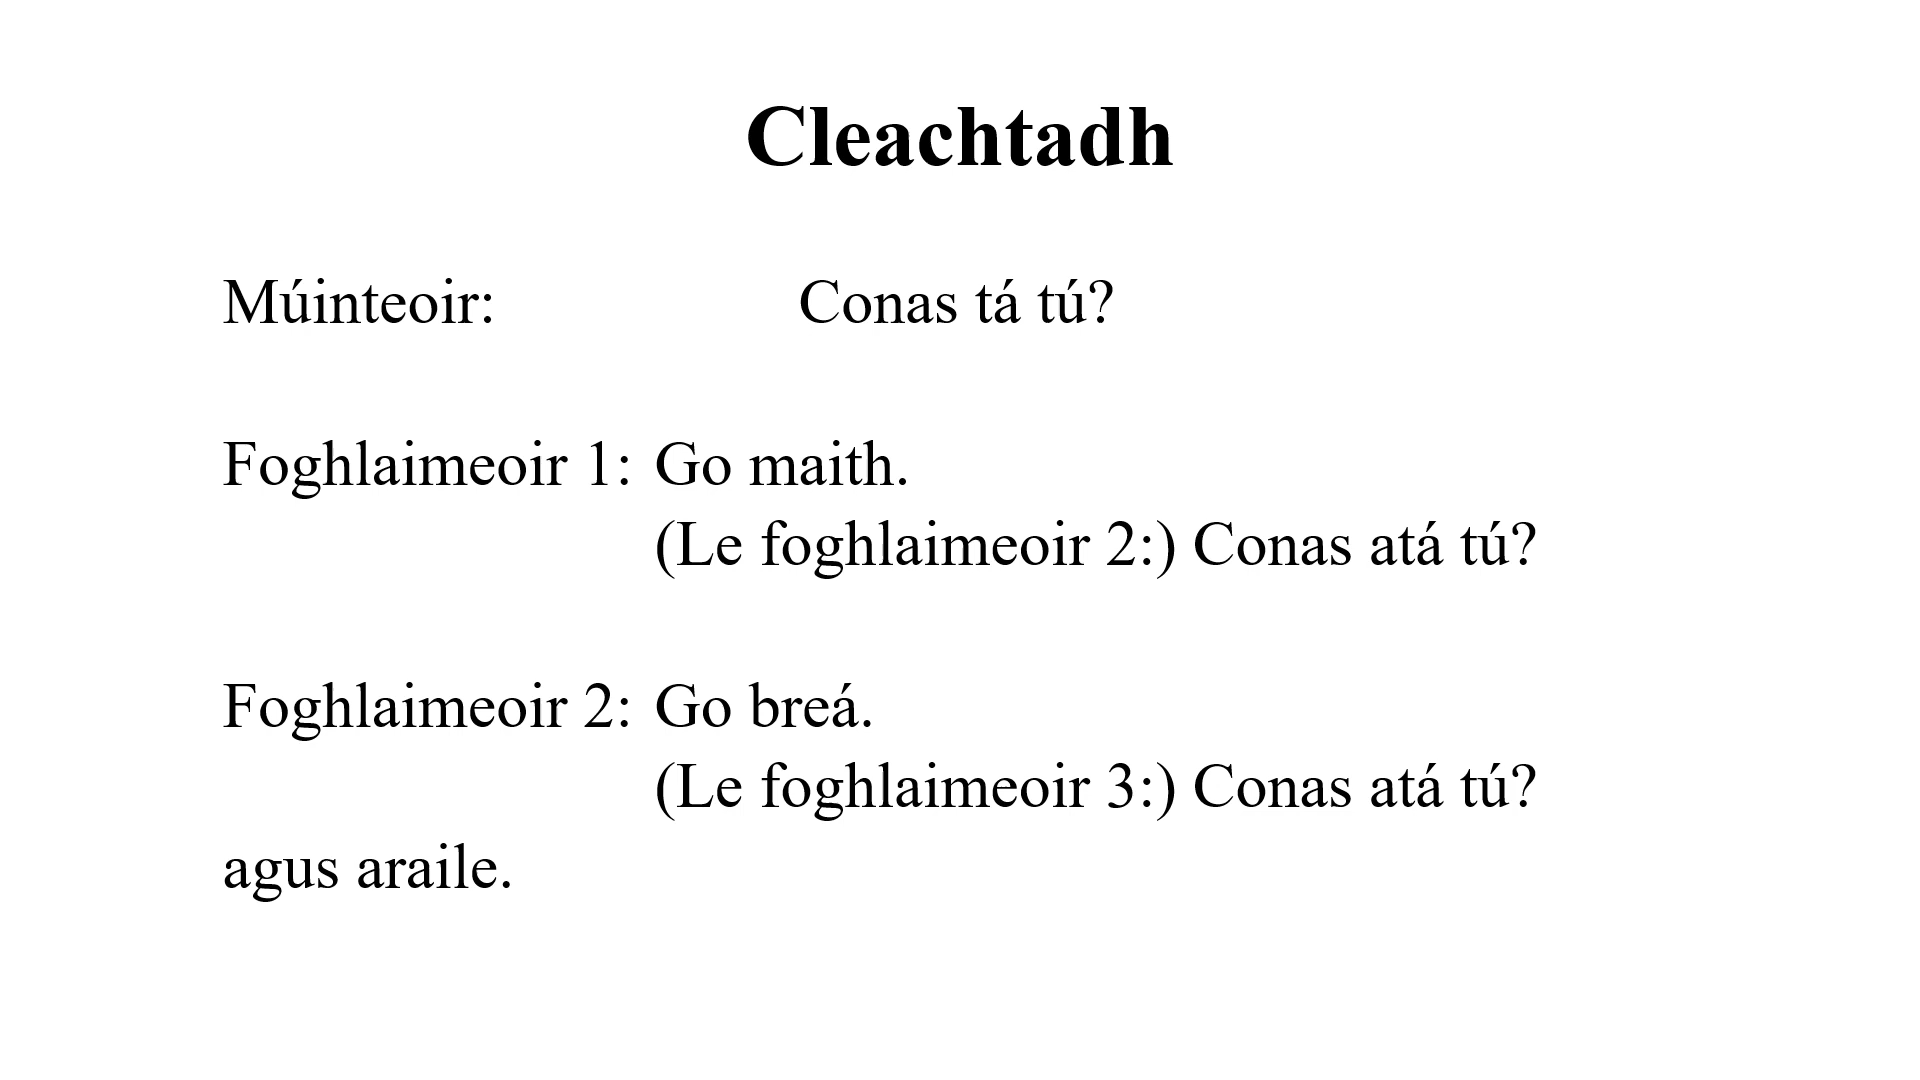 Cleachtadh
Múinteoir: Conas tá tú?
Foghlaimeoir 1: Go maith.
(Le foghlaimeoir 2:) Conas atá tú?
Foghlaimeoir 2: Go breá.
(Le foghlaimeoir 3:) Conas atá tú?
agus araile.